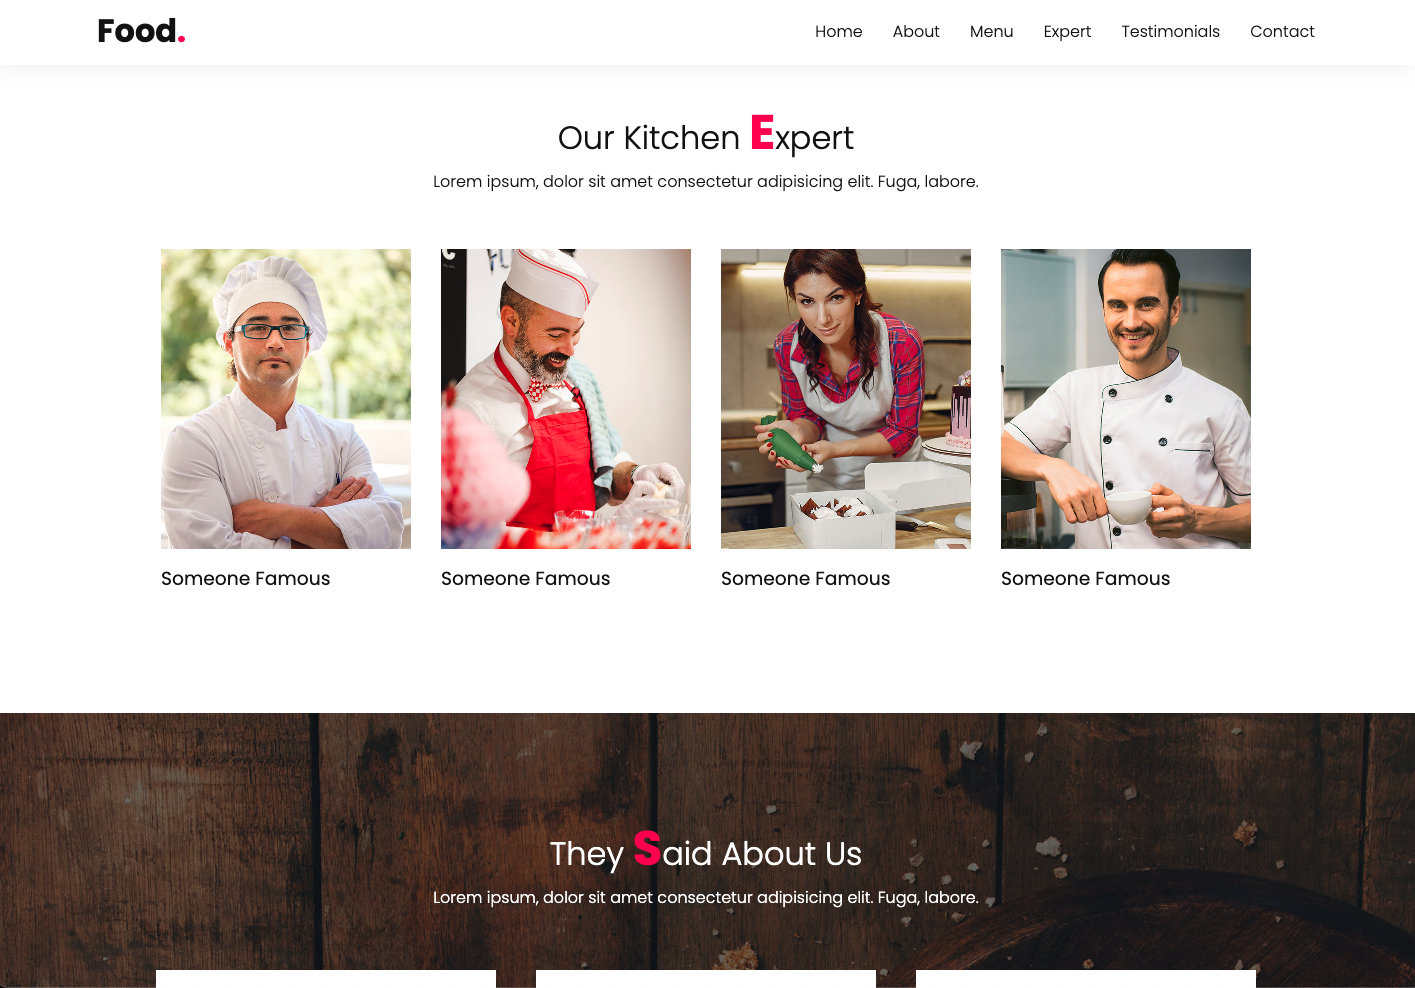 Food.
Home About Menu Expert Testimonials Contact
Our Kitchen Expert
Lorem ipsum, dolor sit amet consectetur adipisicing elit. Fuga, labore.
Someone Famous
Someone Famous
Someone Famous
Someone Famous
They Said About Us
Lorem ipsum, dolor sit amet consectetur adipisicing elit. Fuga, labore.